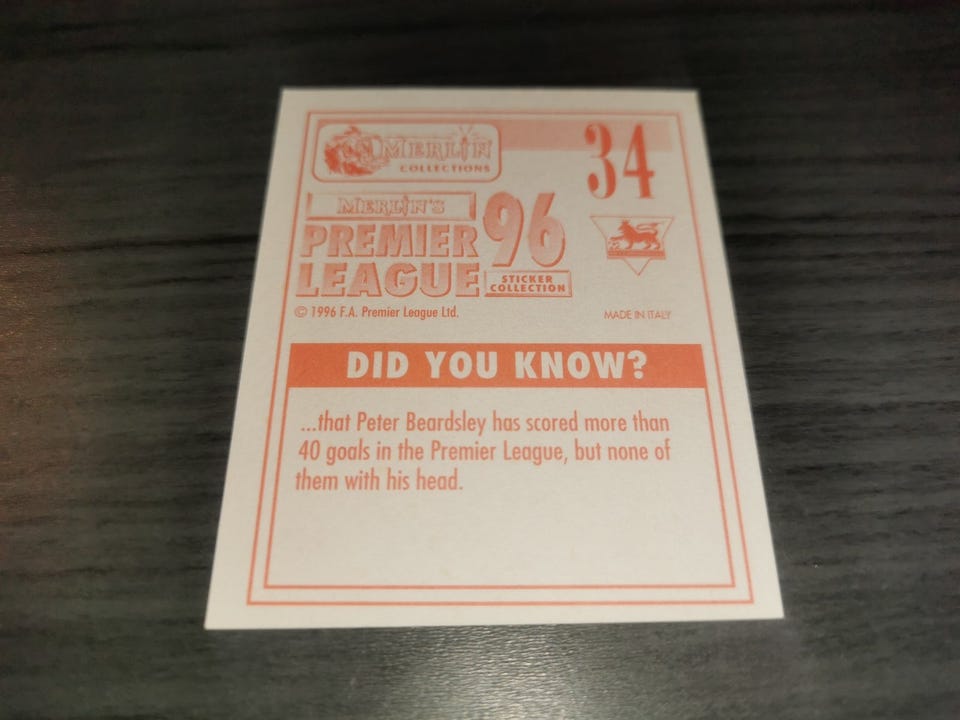 MERLIN
COLLECTIONS
34
MERLIN'S
PREMIER
LEAGUE
96
STICKER
COLLECTION
© 1996 F.A. Premier League Ltd.
MADE IN ITALY
DID YOU KNOW?
...that Peter Beardsley has scored more than
40 goals in the Premier League, but none of
them with his head.